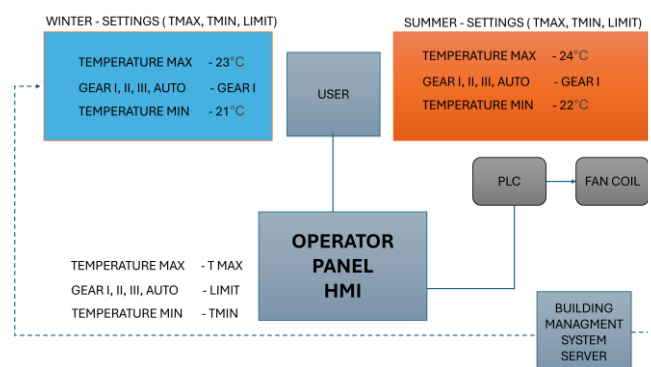 WINTER - SETTINGS ( TMAX, TMIN, LIMIT)
TEMPERATURE MAX - 23°C
GEAR I, II, III, AUTO - GEAR I
TEMPERATURE MIN - 21°C
USER
SUMMER - SETTINGS (TMAX, TMIN, LIMIT)
TEMPERATURE MAX - 24°C
GEAR I, II, III, AUTO - GEAR I
TEMPERATURE MIN - 22°C
PLC
FAN COIL
OPERATOR
PANEL
HMI
TEMPERATURE MAX - T MAX
GEAR I, II, III, AUTO - LIMIT
TEMPERATURE MIN - TMIN
BUILDING
MANAGMENT
SYSTEM
SERVER